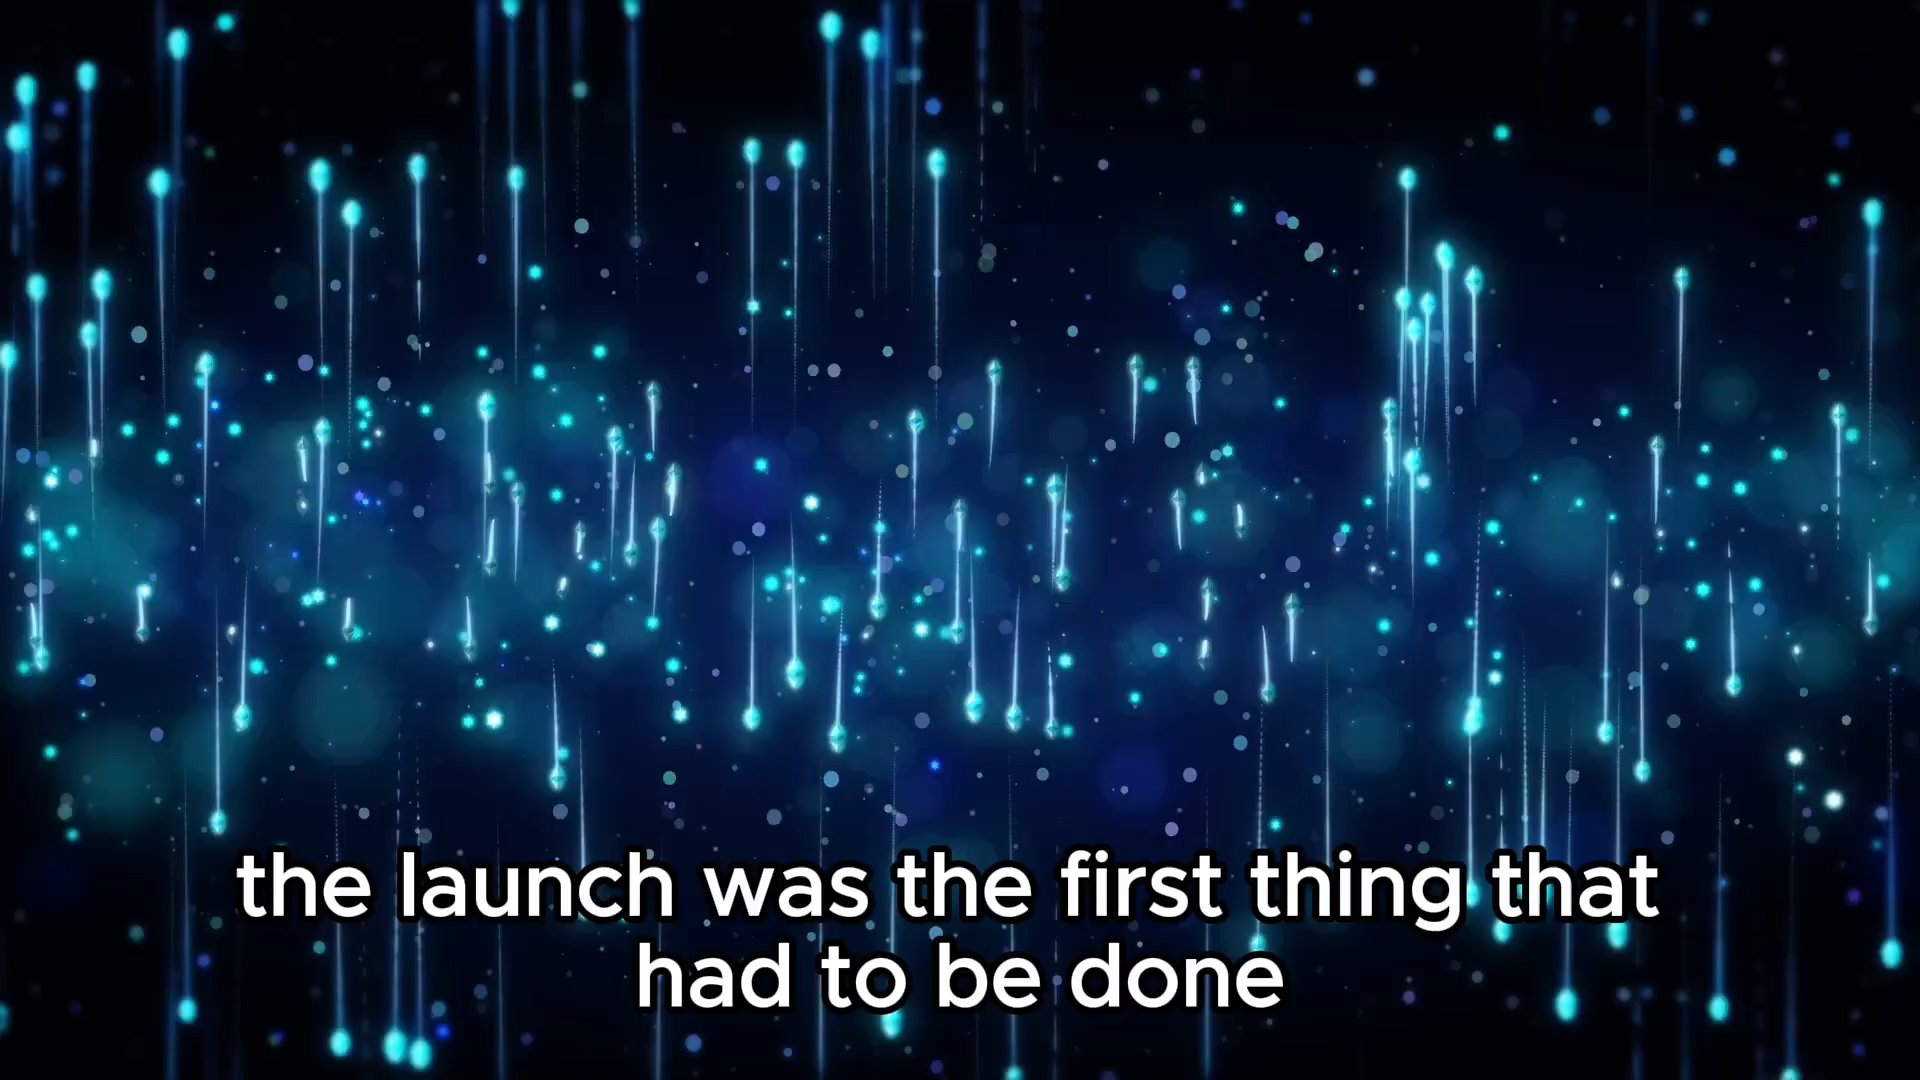 the launch was the first thing that
had to be done